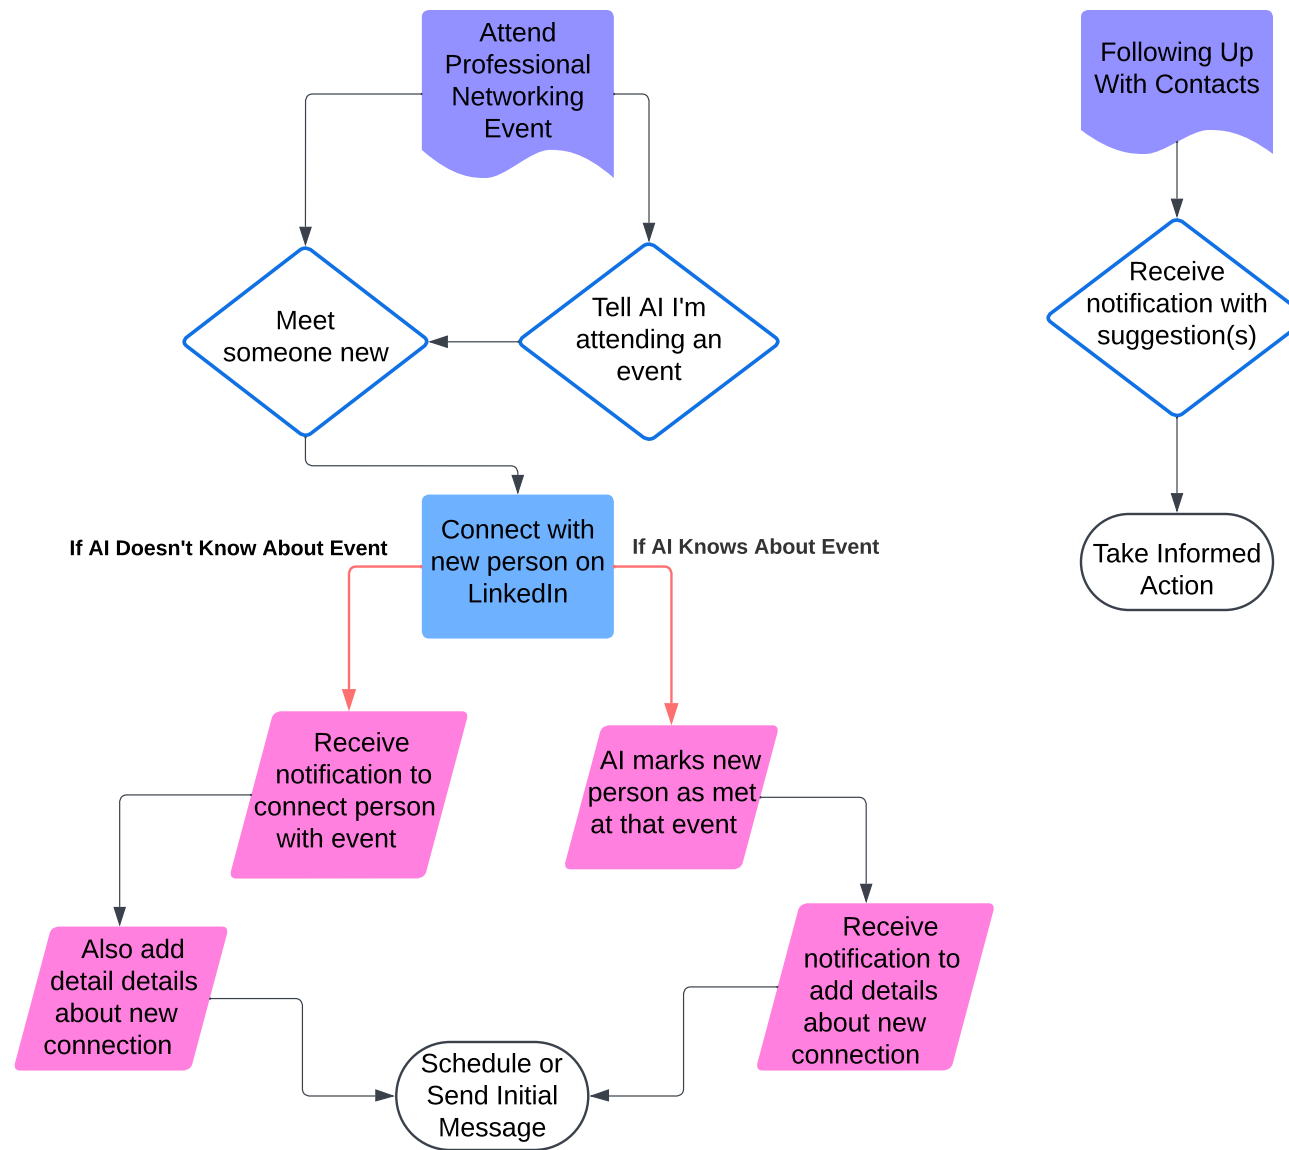 Attend
Professional
Networking
Event
Following Up
With Contacts
Meet
someone new
Tell AI I'm
attending an
event
Receive
notification with
suggestion(s)
If AI Doesn't Know About Event
Connect with
new person on
LinkedIn
If AI Knows About Event
Take Informed
Action
Receive
notification to
connect person
with event
AI marks new
person as met
at that event
Also add
detail details
about new
connection
Receive
notification to
add details
about new
connection
Schedule or
Send Initial
Message